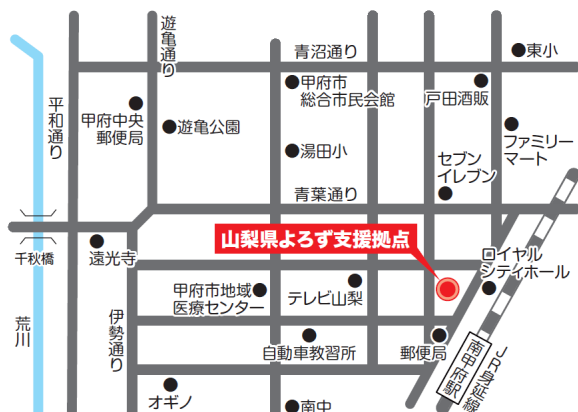 遊亀通り
青沼通り
東小
平和通り
甲府中央
郵便局
遊亀公園
甲府市
総合市民会館
戸田酒販
湯田小
ファミリー
マート
セブン
イレブン
青葉通り
千秋橋
遠光寺
山梨県よろず支援拠点
ロイヤル
シティホール
荒川
伊勢通り
甲府市地域
医療センター
テレビ山梨
自動車教習所
郵便局
南甲府駅
JR身延線
オギノ
南中